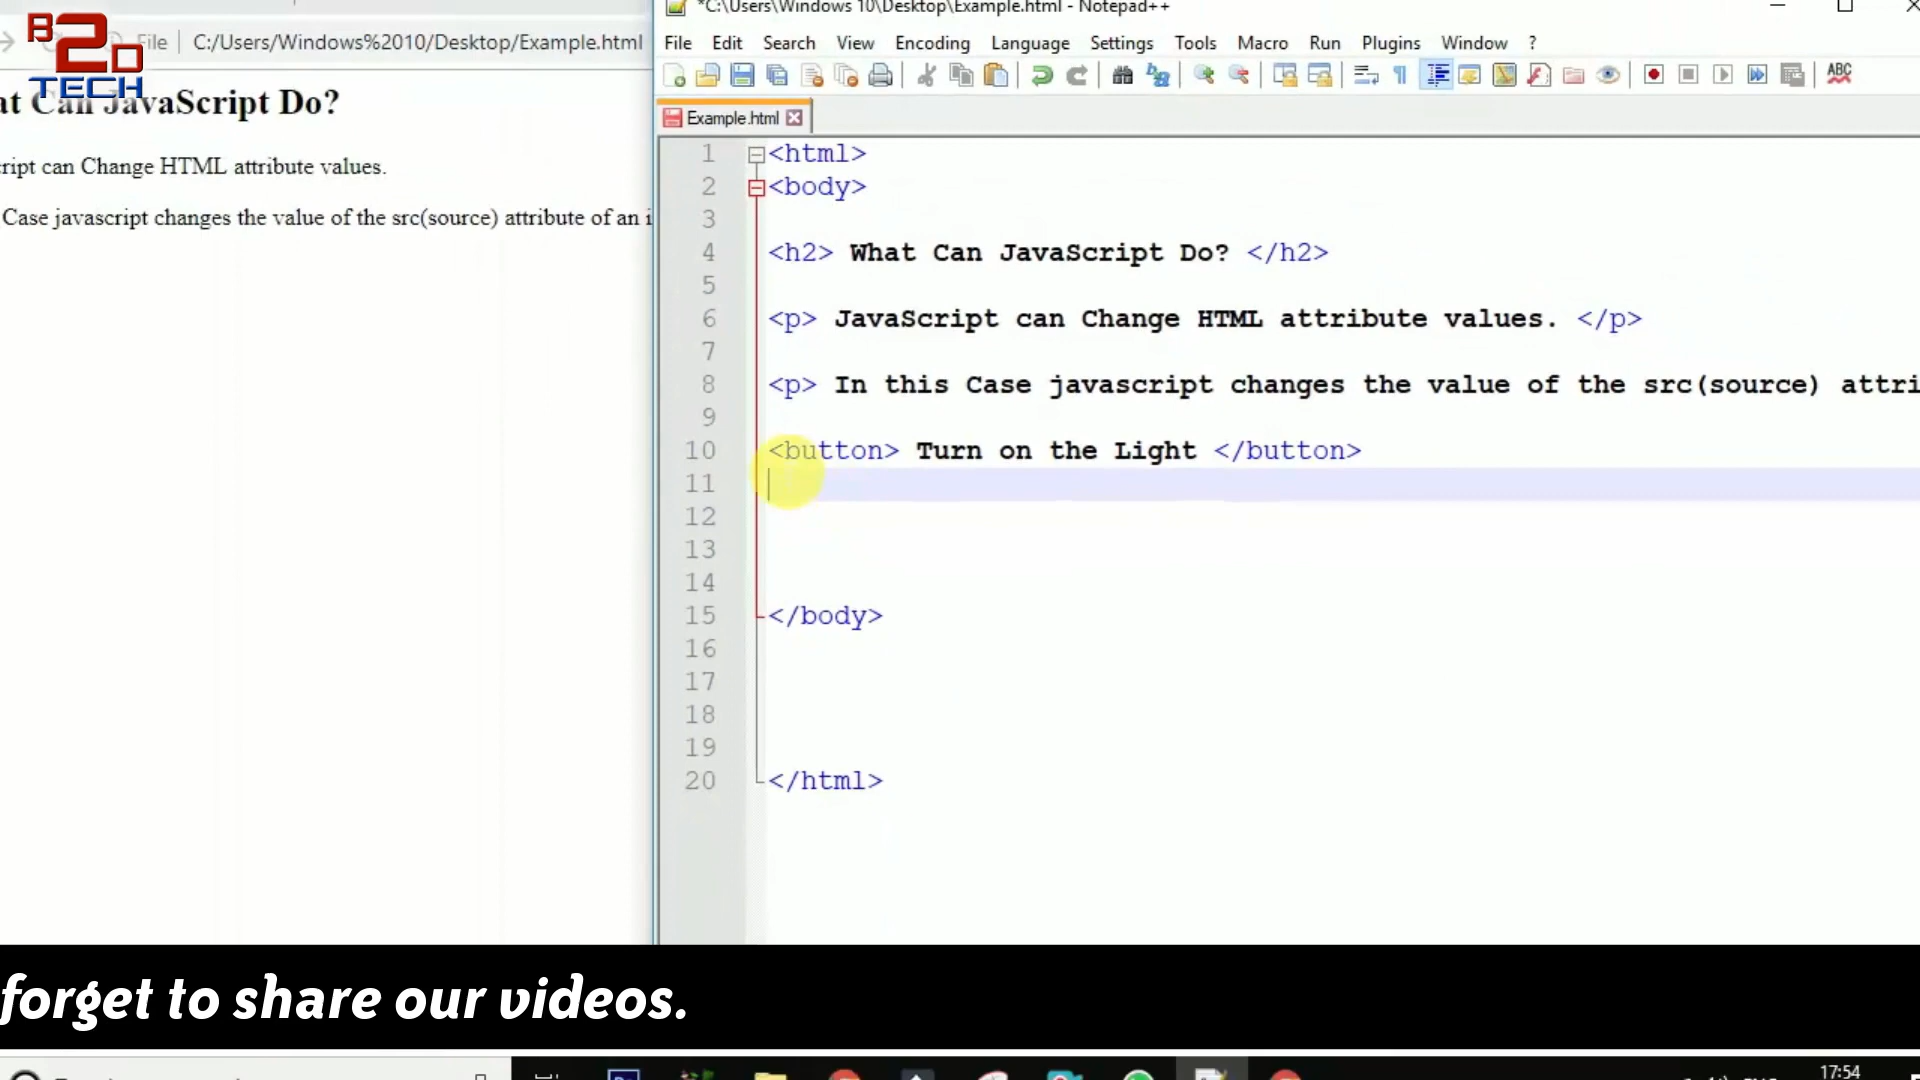 B2D
TECH
File
C:/Users/Windows%2010/Desktop/Example.html
at Can JavaScript Do?
ript can Change HTML attribute values.
Case javascript changes the value of the src(source) attribute of an i
*C:\Users\Windows 10\Desktop\Example.html - Notepad++
File Edit Search View Encoding Language Settings Tools Macro Run Plugins Window ?
ABC
Example.html
1 <html>
2 <body>
3
4 <h2> What Can JavaScript Do? </h2>
5
6 <p> JavaScript can Change HTML attribute values. </p>
7
8 <p> In this Case javascript changes the value of the src(source) attri
9
10 <button> Turn on the Light </button>
11
12
13
14
15 </body>
16
17
18
19
20 </html>
forget to share our videos.
17:54